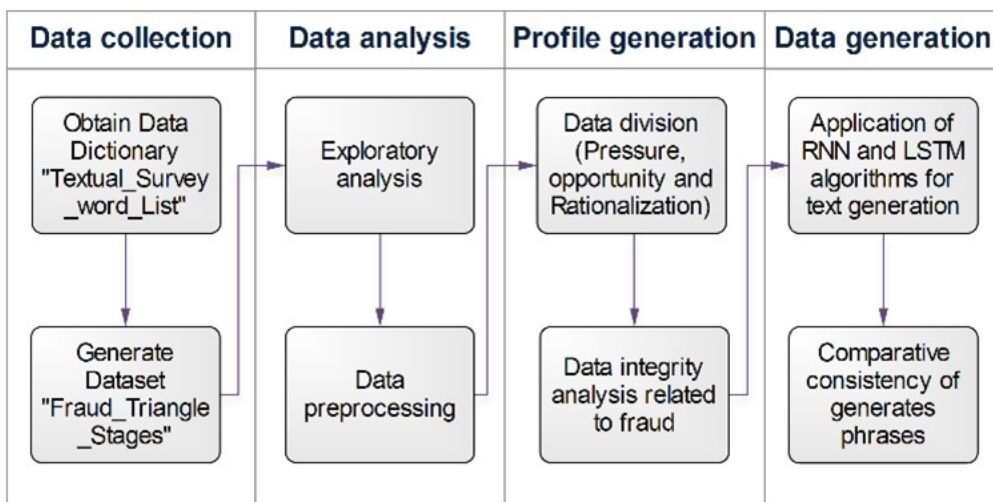 Data collection
Obtain Data
Dictionary
"Textual_Survey
_word_List"
Generate
Dataset
"Fraud_Triangle
_Stages"
Data analysis
Exploratory
analysis
Data
preprocessing
Profile generation
Data division
(Pressure,
opportunity and
Rationalization)
Data integrity
analysis related
to fraud
Data generation
Application of
RNN and LSTM
algorithms for
text generation
Comparative
consistency of
generates
phrases